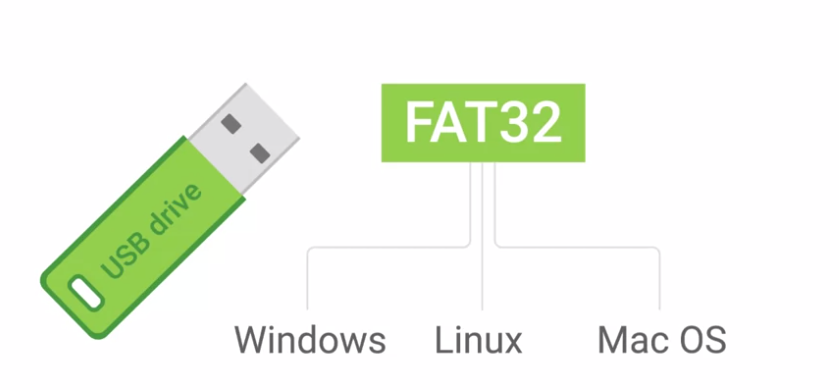 FAT32
USB drive
Windows Linux Mac OS